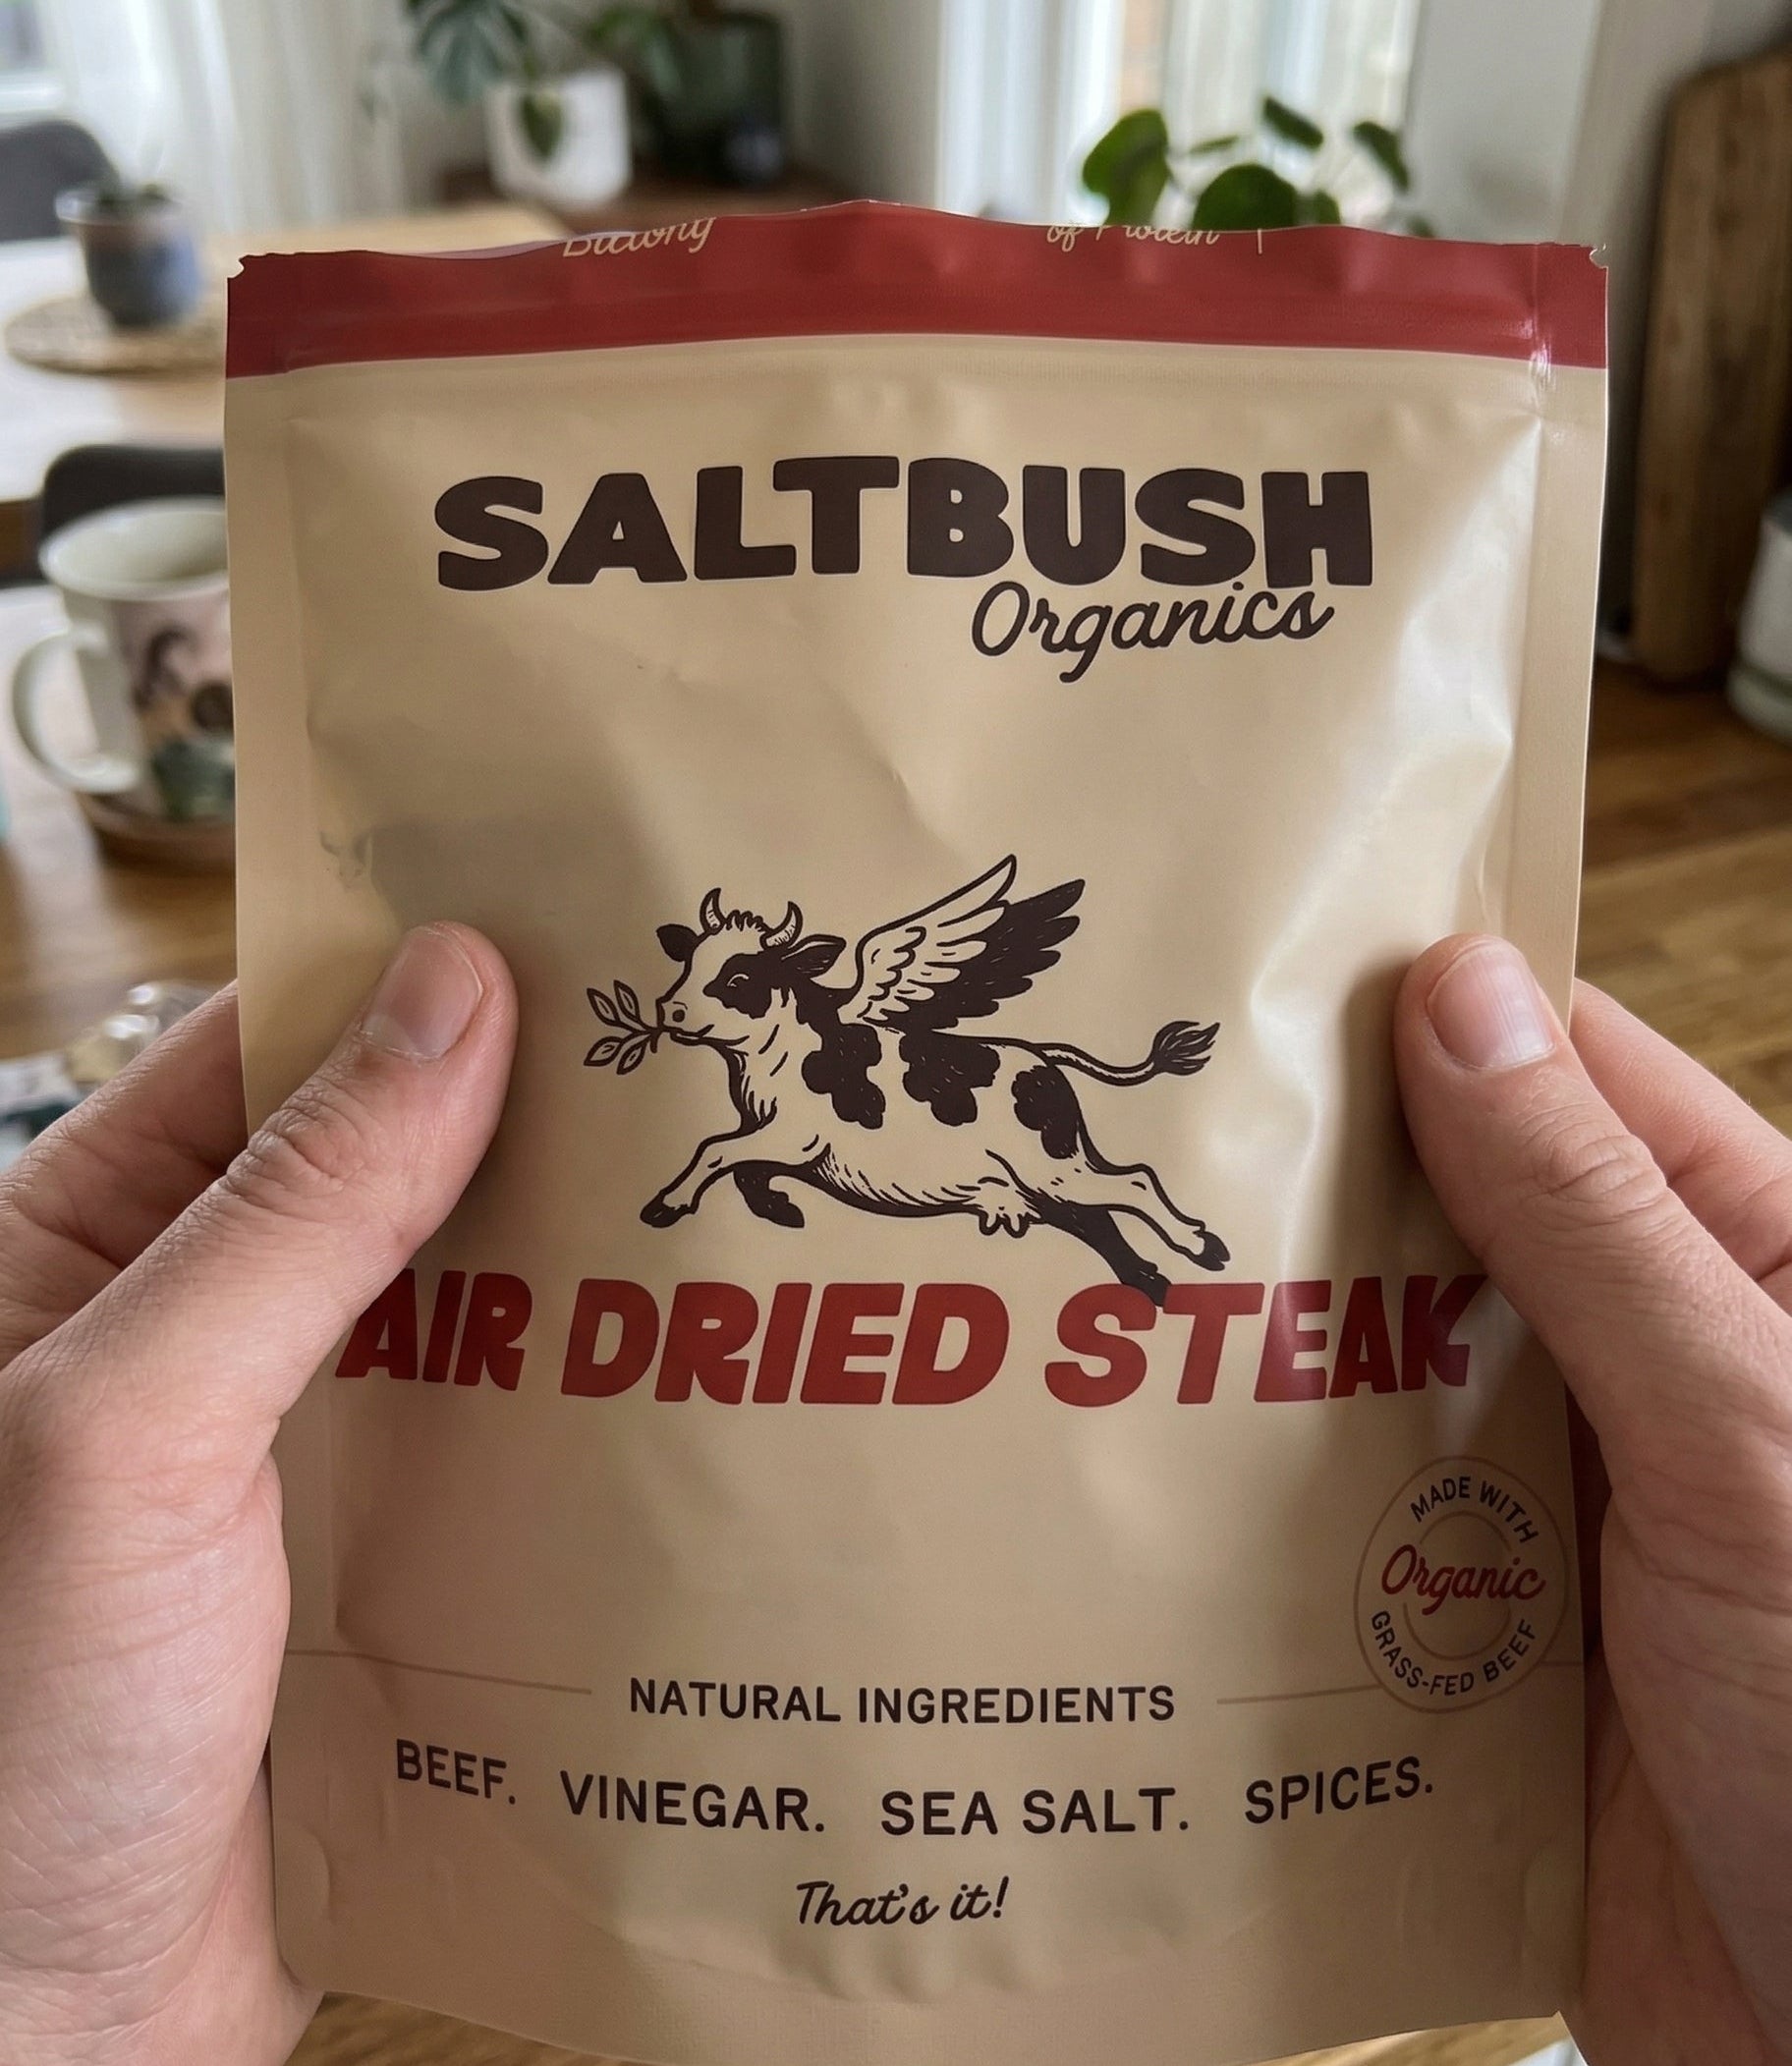 SALTBUSH
Organics
AIR DRIED STEAK
MADE WITH
Organic
GRASS-FED BEEF
NATURAL INGREDIENTS
BEEF. VINEGAR. SEA SALT. SPICES.
That's it!